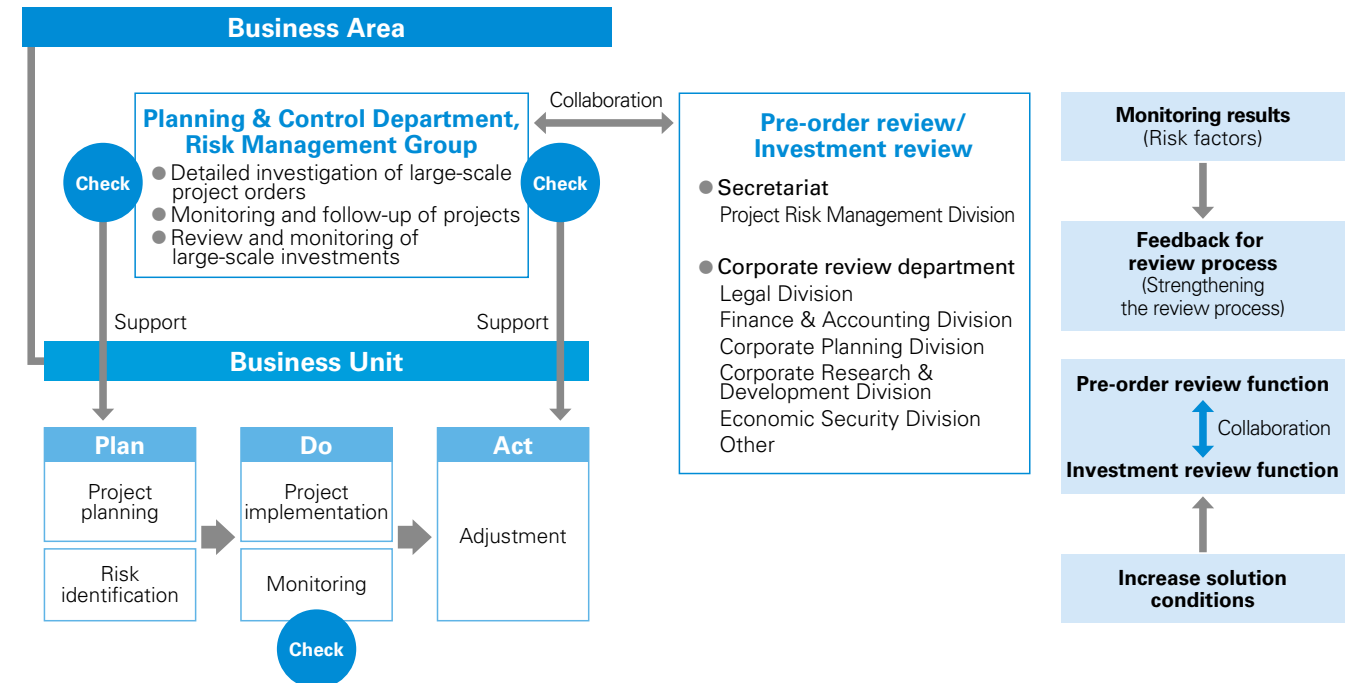 Business Area
Planning & Control Department,
Risk Management Group
● Detailed investigation of large-scale
project orders
● Monitoring and follow-up of projects
● Review and monitoring of
large-scale investments
Check
Check
Collaboration
Support
Support
Business Unit
Plan
Project
planning
Risk
identification
Do
Project
implementation
Monitoring
Check
Act
Adjustment
Pre-order review/
Investment review
● Secretariat
Project Risk Management Division
● Corporate review department
Legal Division
Finance & Accounting Division
Corporate Planning Division
Corporate Research &
Development Division
Economic Security Division
Other
Monitoring results
(Risk factors)
Feedback for
review process
(Strengthening
the review process)
Pre-order review function
Collaboration
Investment review function
Increase solution
conditions